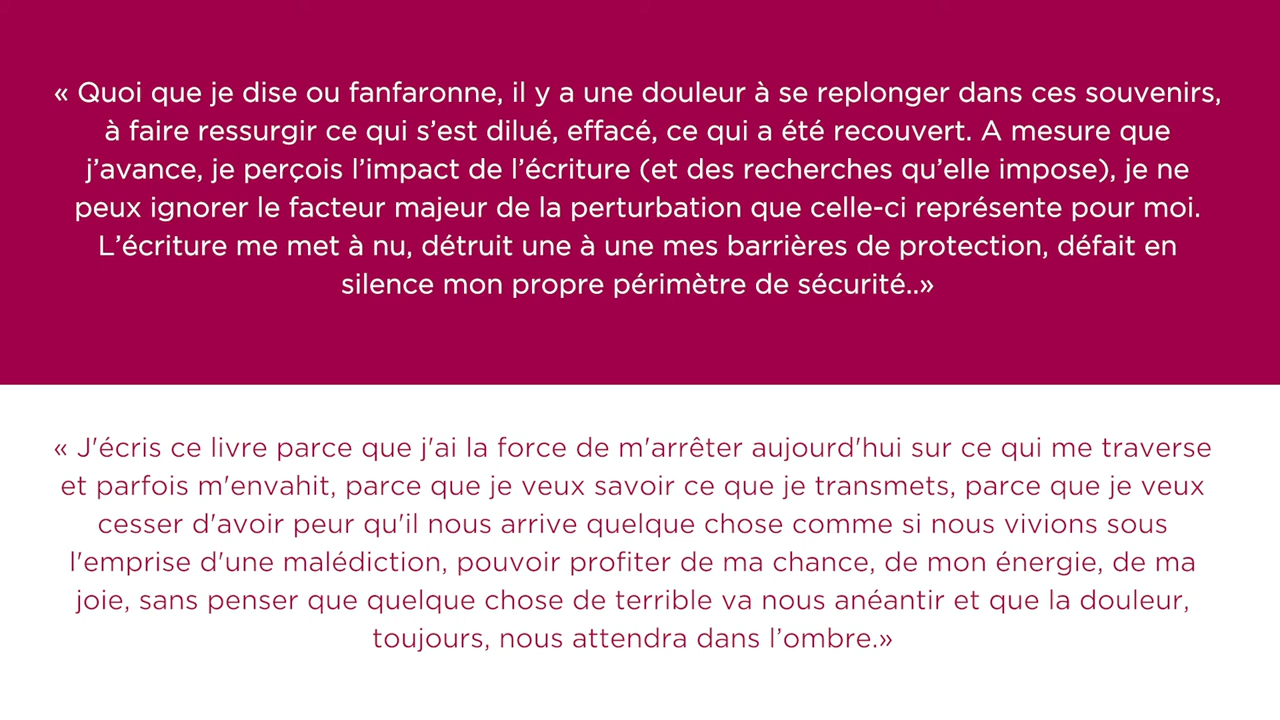 « Quoi que je dise ou fanfaronne, il y a une douleur à se replonger dans ces souvenirs,
à faire ressurgir ce qui s’est dilué, effacé, ce qui a été recouvert. A mesure que
j’avance, je perçois l’impact de l’écriture (et des recherches qu’elle impose), je ne
peux ignorer le facteur majeur de la perturbation que celle-ci représente pour moi.
L’écriture me met à nu, détruit une à une mes barrières de protection, défait en
silence mon propre périmètre de sécurité..»
« J'écris ce livre parce que j'ai la force de m'arrêter aujourd'hui sur ce qui me traverse
et parfois m'envahit, parce que je veux savoir ce que je transmets, parce que je veux
cesser d'avoir peur qu'il nous arrive quelque chose comme si nous vivions sous
l'emprise d'une malédiction, pouvoir profiter de ma chance, de mon énergie, de ma
joie, sans penser que quelque chose de terrible va nous anéantir et que la douleur,
toujours, nous attendra dans l’ombre.»